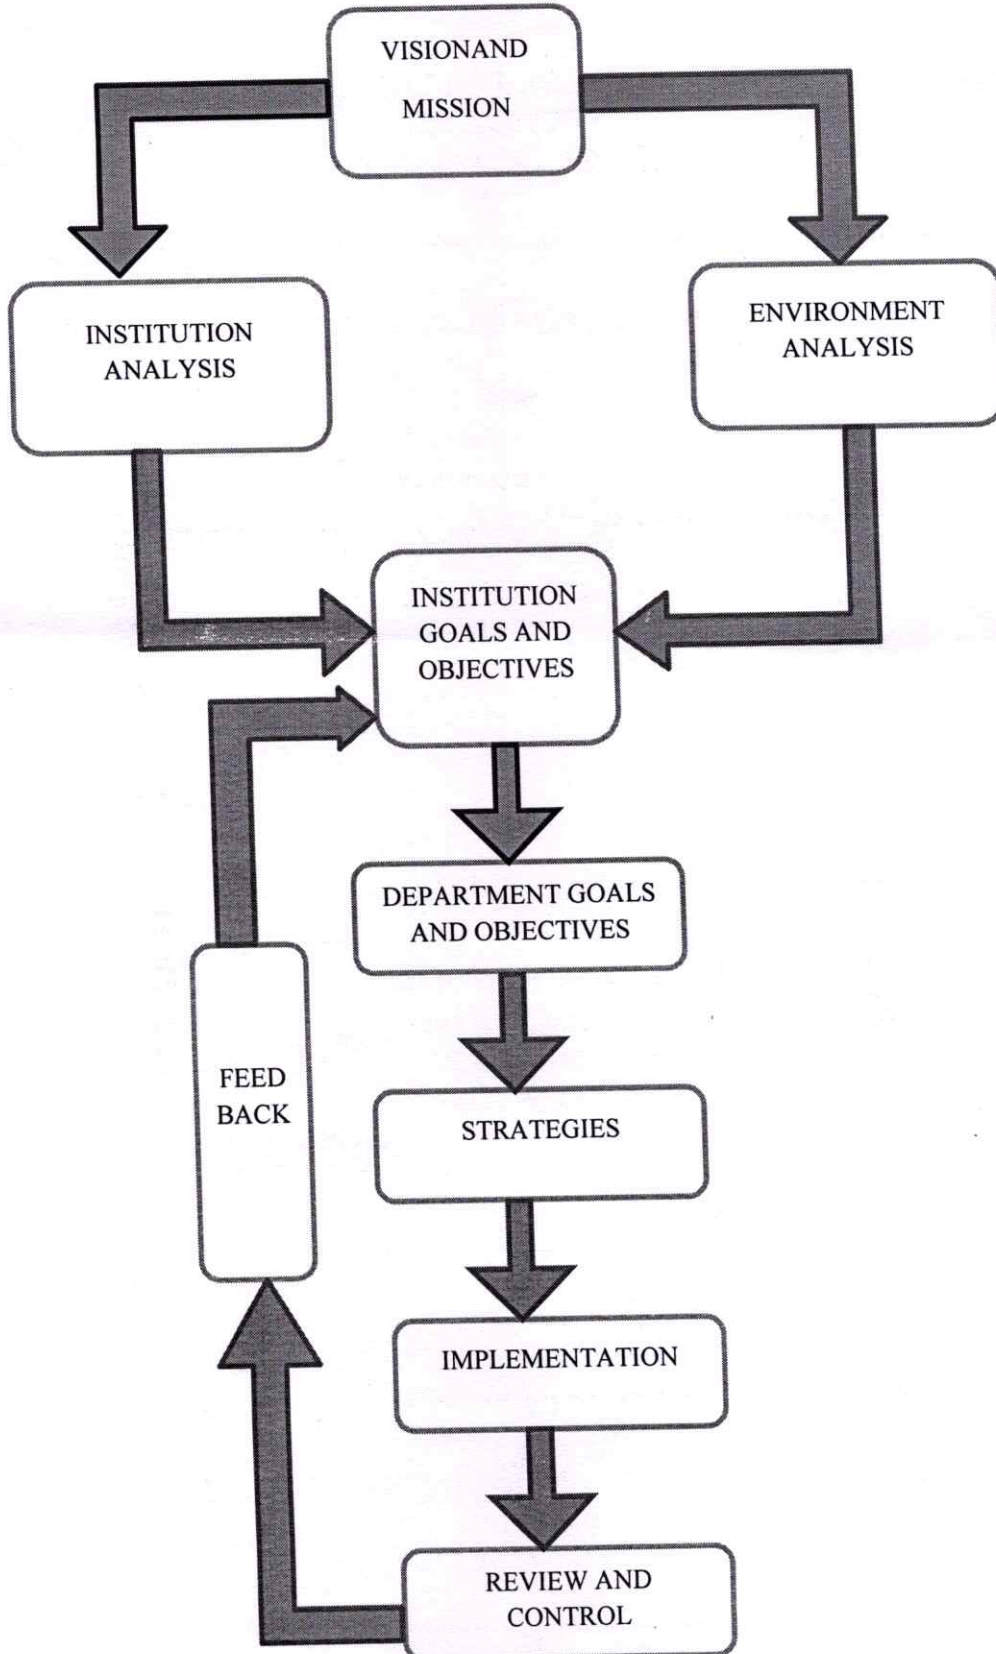 VISIONAND
MISSION
INSTITUTION
ANALYSIS
ENVIRONMENT
ANALYSIS
INSTITUTION
GOALS AND
OBJECTIVES
DEPARTMENT GOALS
AND OBJECTIVES
FEED
BACK
STRATEGIES
IMPLEMENTATION
REVIEW AND
CONTROL